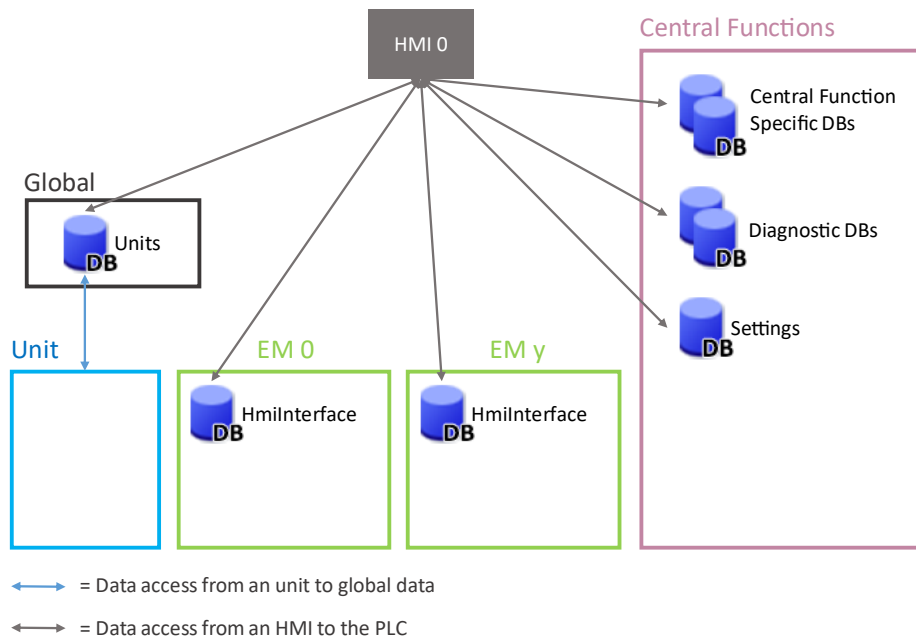 Central Functions
HMI 0
Central Function
Specific DBs
DB
Global
Units
DB
Diagnostic DBs
DB
Settings
DB
Unit
EM 0
EM y
HmiInterface
DB
HmiInterface
DB
= Data access from an unit to global data
= Data access from an HMI to the PLC